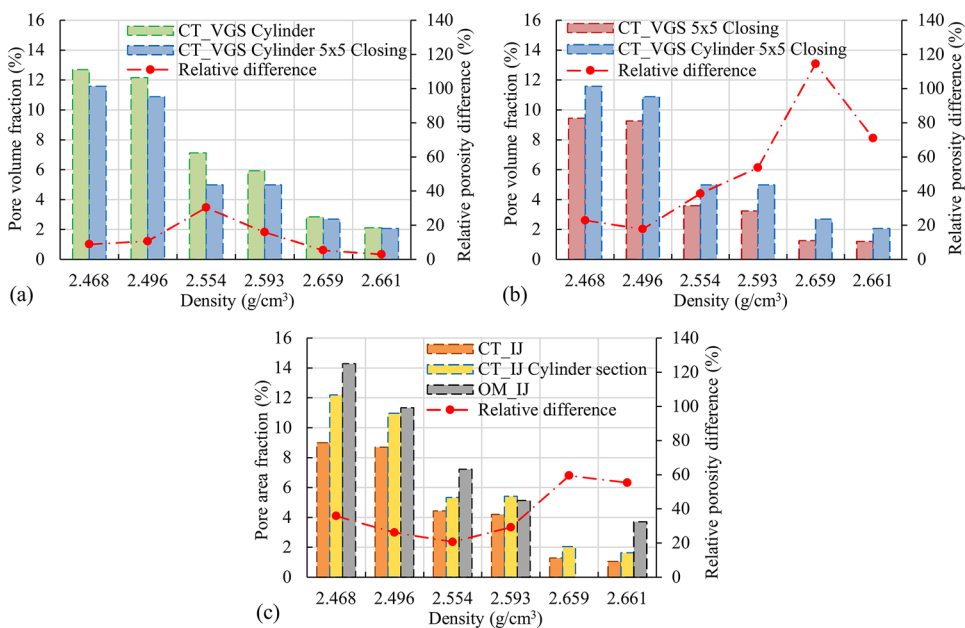 CT_VGS Cylinder
CT_VGS Cylinder 5x5 Closing
Relative difference
Pore volume fraction (%)
16
14
12
10
8
6
4
2
0
140
120
100
80
60
40
20
0
Relative porosity difference (%)
2.468 2.496 2.554 2.593 2.659 2.661
Density (g/cm³)
(a)
CT_VGS 5x5 Closing
CT_VGS Cylinder 5x5 Closing
Relative difference
Pore volume fraction (%)
16
14
12
10
8
6
4
2
0
140
120
100
80
60
40
20
0
Relative porosity difference (%)
2.468 2.496 2.554 2.593 2.659 2.661
Density (g/cm³)
(b)
CT_IJ
CT_IJ Cylinder section
OM_IJ
Relative difference
Pore area fraction (%)
16
14
12
10
8
6
4
2
0
140
120
100
80
60
40
20
0
Relative porosity difference (%)
2.468 2.496 2.554 2.593 2.659 2.661
Density (g/cm³)
(c)